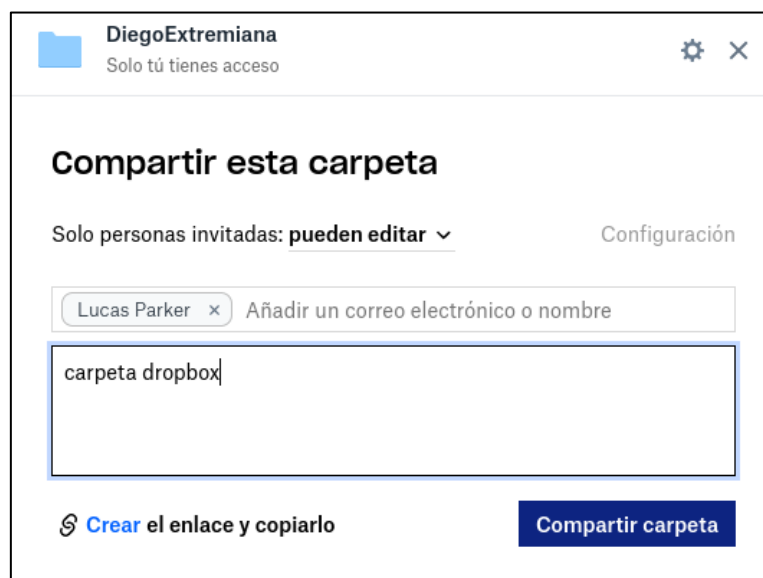 DiegoExtremiana
Solo tú tienes acceso
Compartir esta carpeta
Solo personas invitadas: pueden editar
Configuración
Lucas Parker × Añadir un correo electrónico o nombre
carpeta dropbox
Crear el enlace y copiarlo
Compartir carpeta